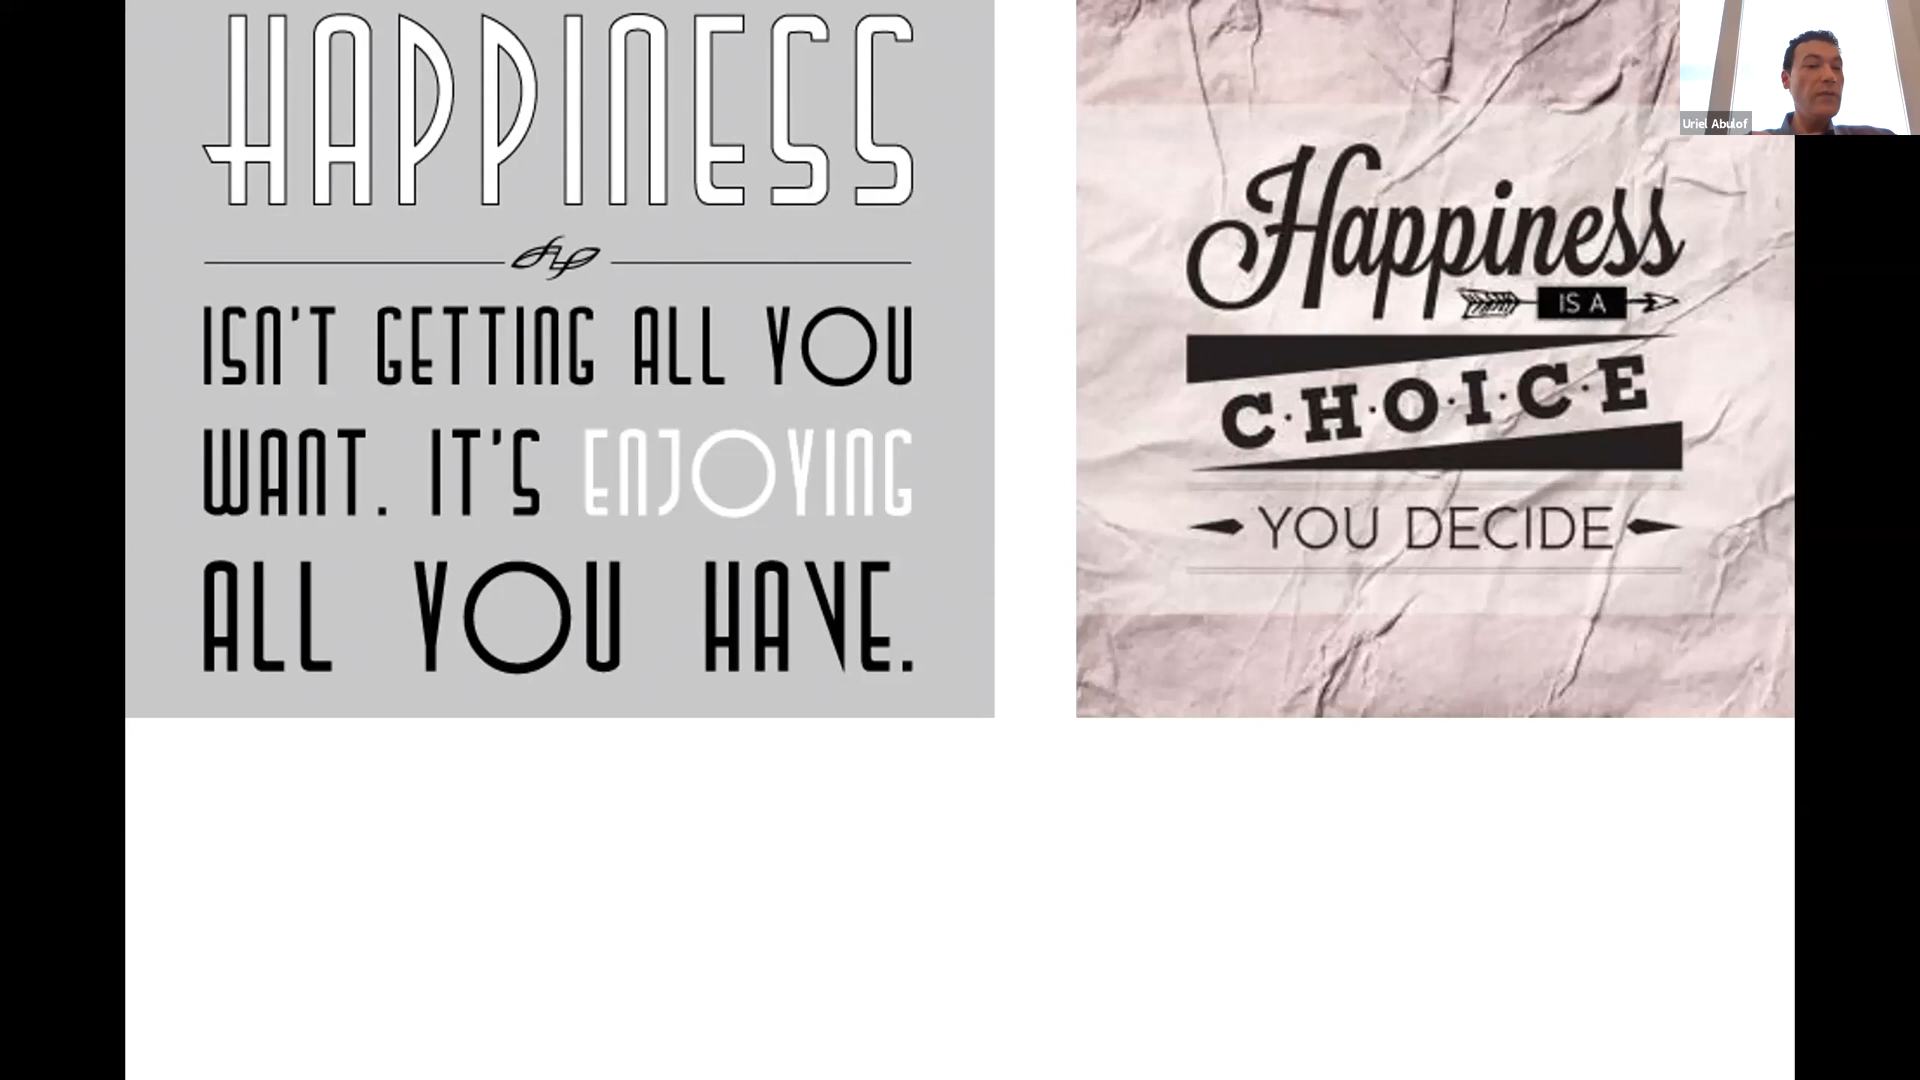 HAPPINESS
ISN'T GETTING ALL YOU
WANT. IT'S ENJOYING
ALL YOU HAVE.
Happiness
IS A
C·H·O·I·C·E
YOU DECIDE
Uriel Abulof